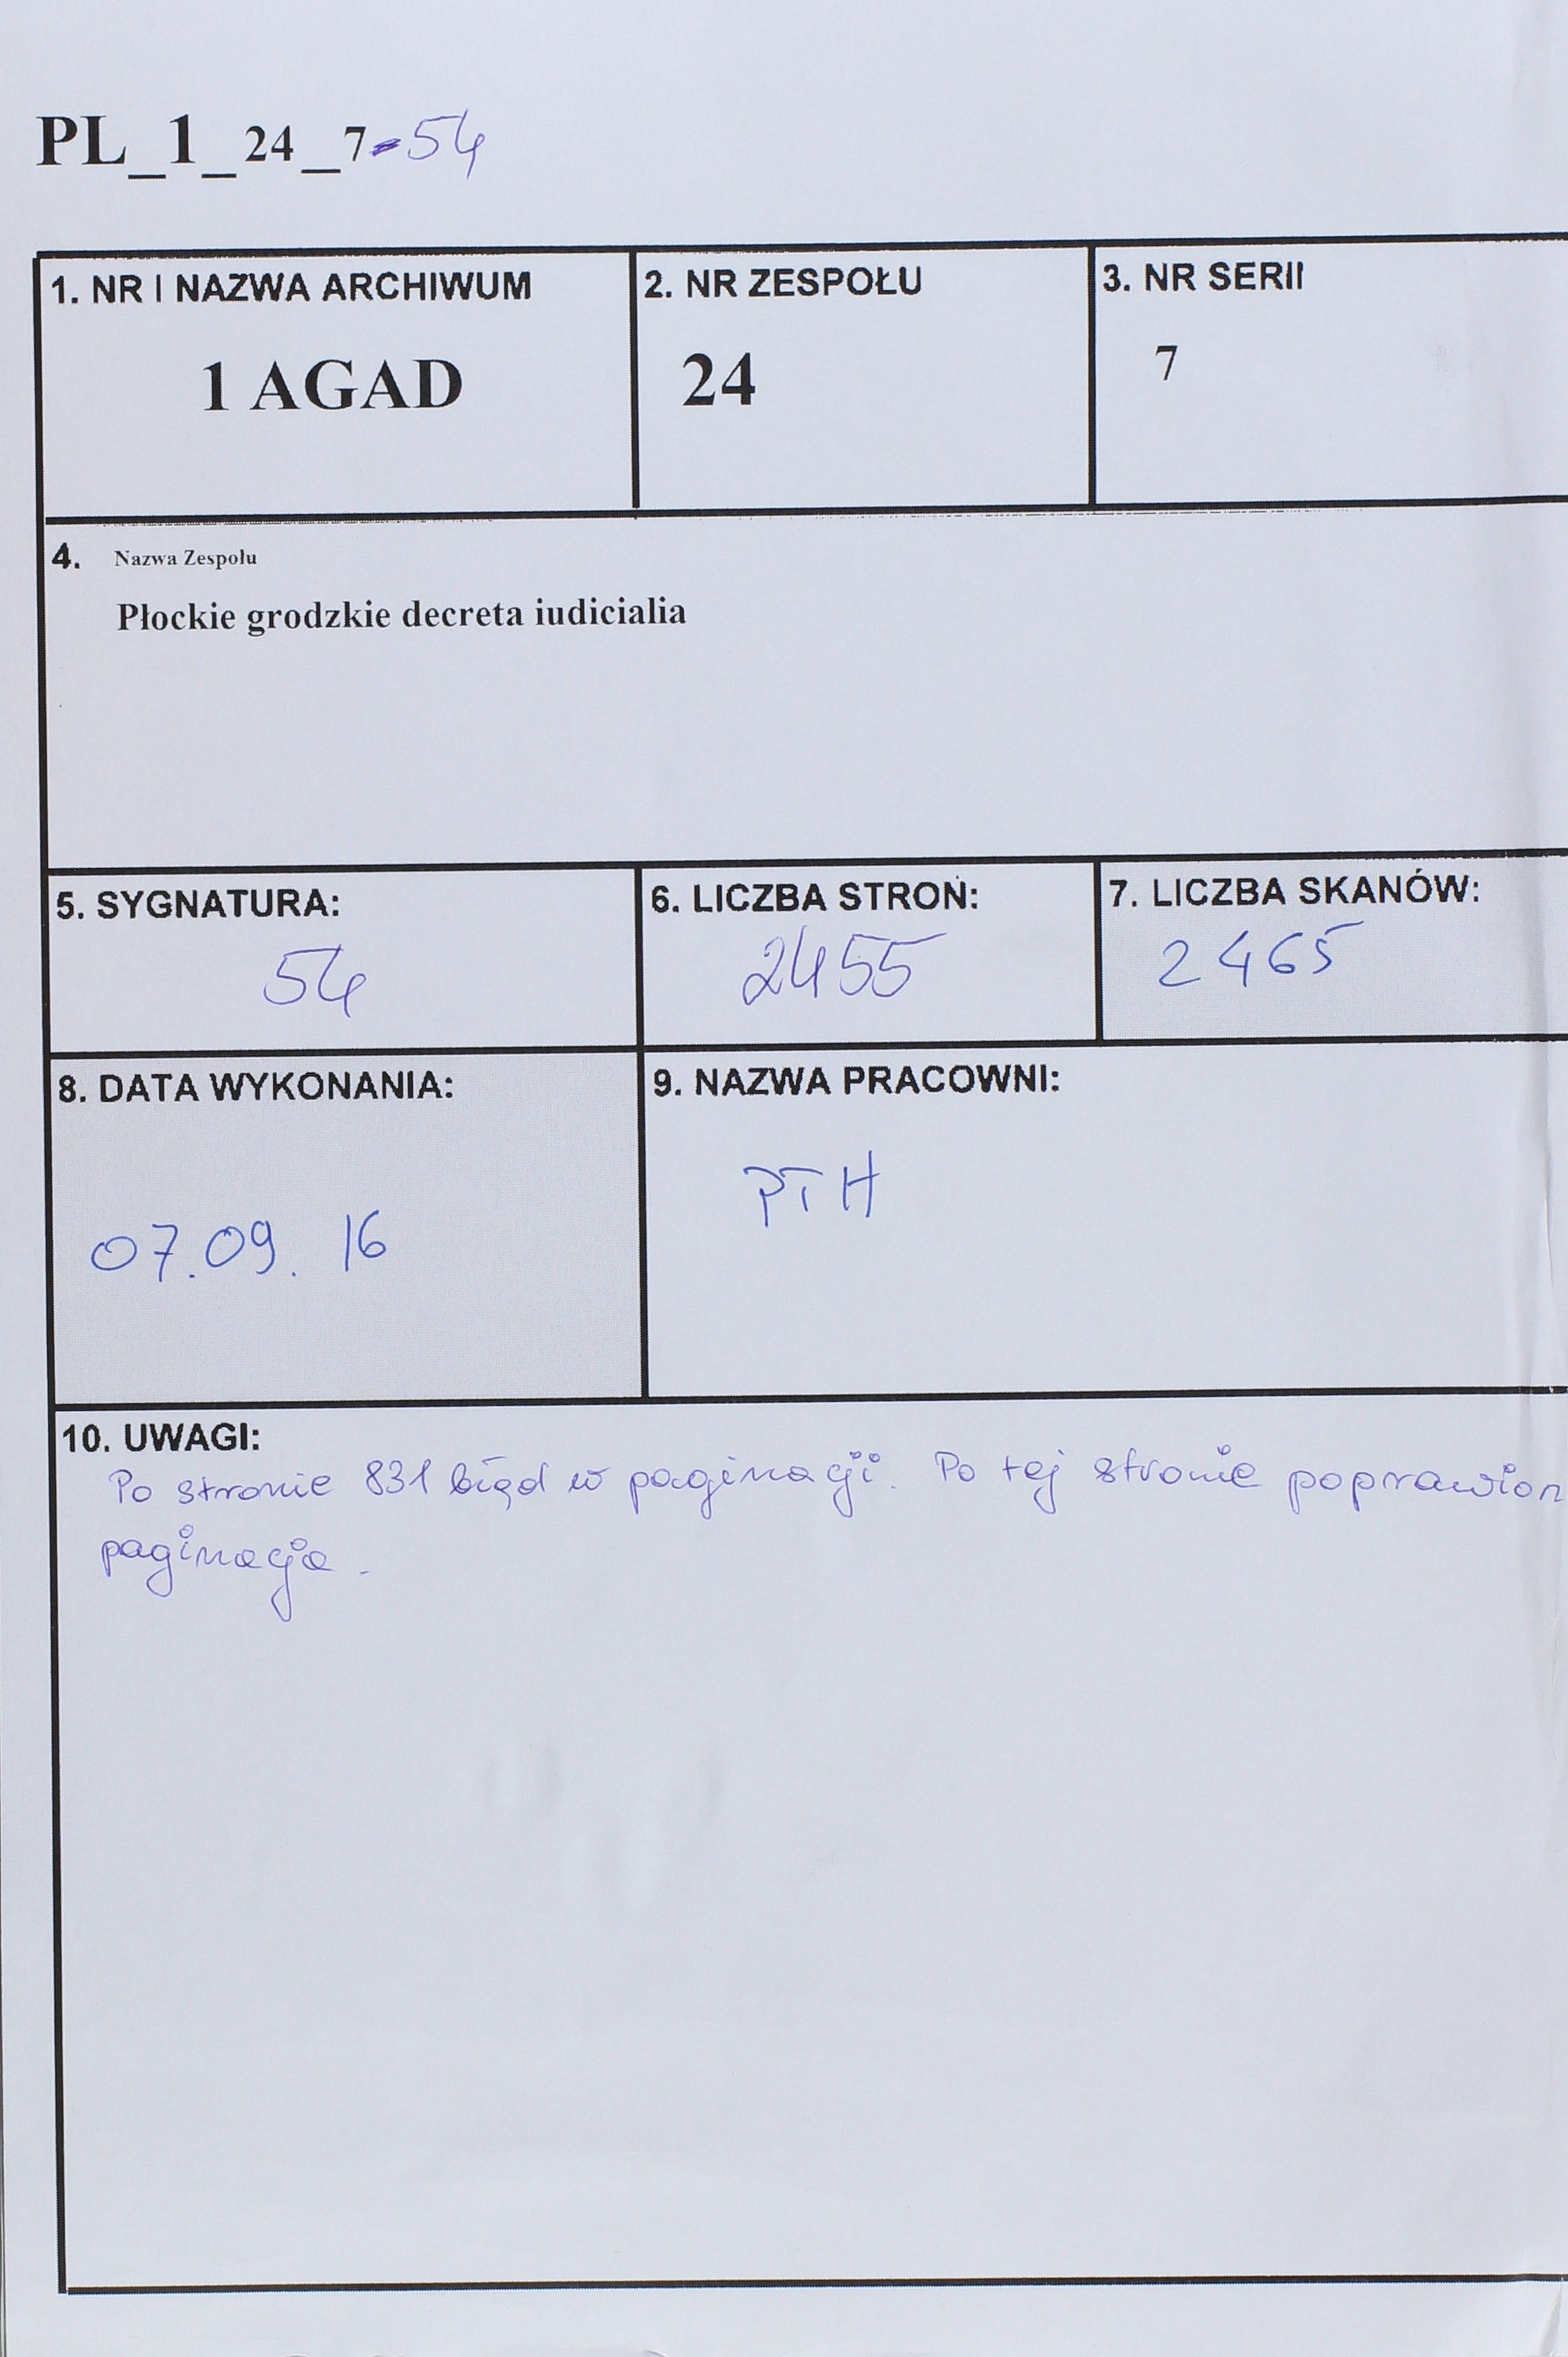 PL_1_24_7-54
1. NR I NAZWA ARCHIWUM
1 AGAD
2. NR ZESPOŁU
24
3. NR SERII
7
4. Nazwa Zespołu
Płockie grodzkie decreta iudicialia
5. SYGNATURA:
54
6. LICZBA STRON:
2455
7. LICZBA SKANÓW:
2465
8. DATA WYKONANIA:
07.09. 16
9. NAZWA PRACOWNI:
PTH
10. UWAGI:
Po stronie 831 błąd w paginacji. Po tej stronie poprawion
paginacja.